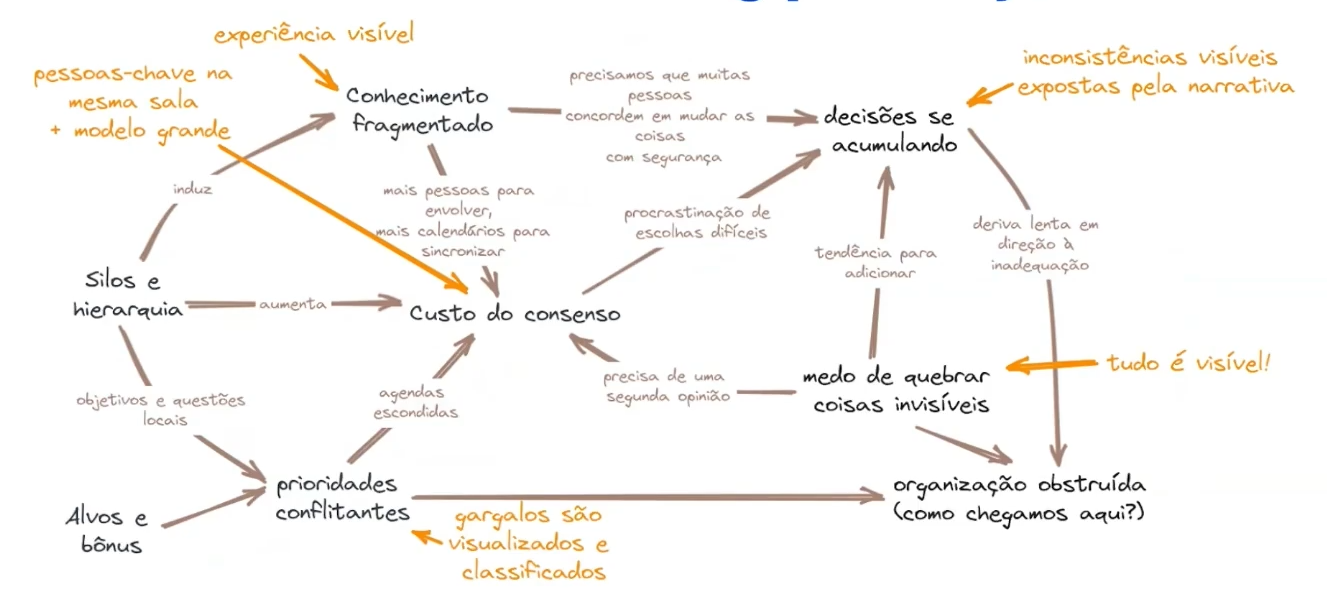 experiência visível
pessoas-chave na
mesma sala
+ modelo grande
Conhecimento
fragmentado
precisamos que muitas
pessoas
concordem em mudar as
coisas
com segurança
decisões se
acumulando
inconsistências visíveis
expostas pela narrativa
induz
mais pessoas para
envolver,
mais calendários para
sincronizar
procrastinação de
escolhas difíceis
tendência para
adicionar
deriva lenta em
direção à
inadequação
Silos e
hierarquia
aumenta
Custo do consenso
objetivos e questões
locais
agendas
escondidas
precisa de uma
segunda opinião
medo de quebrar
coisas invisíveis
tudo é visível!
Alvos e
bônus
prioridades
conflitantes
gargalos são
visualizados e
classificados
organização obstruída
(como chegamos aqui?)